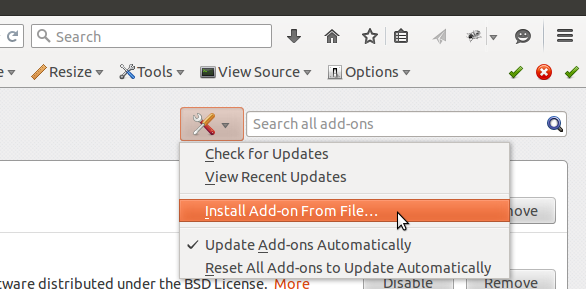 Search
Resize Tools View Source Options
Search all add-ons
Check for Updates
View Recent Updates
Install Add-on From File...
Update Add-ons Automatically
Reset All Add-ons to Update Automatically
distributed under the BSD License. More Disable Remove